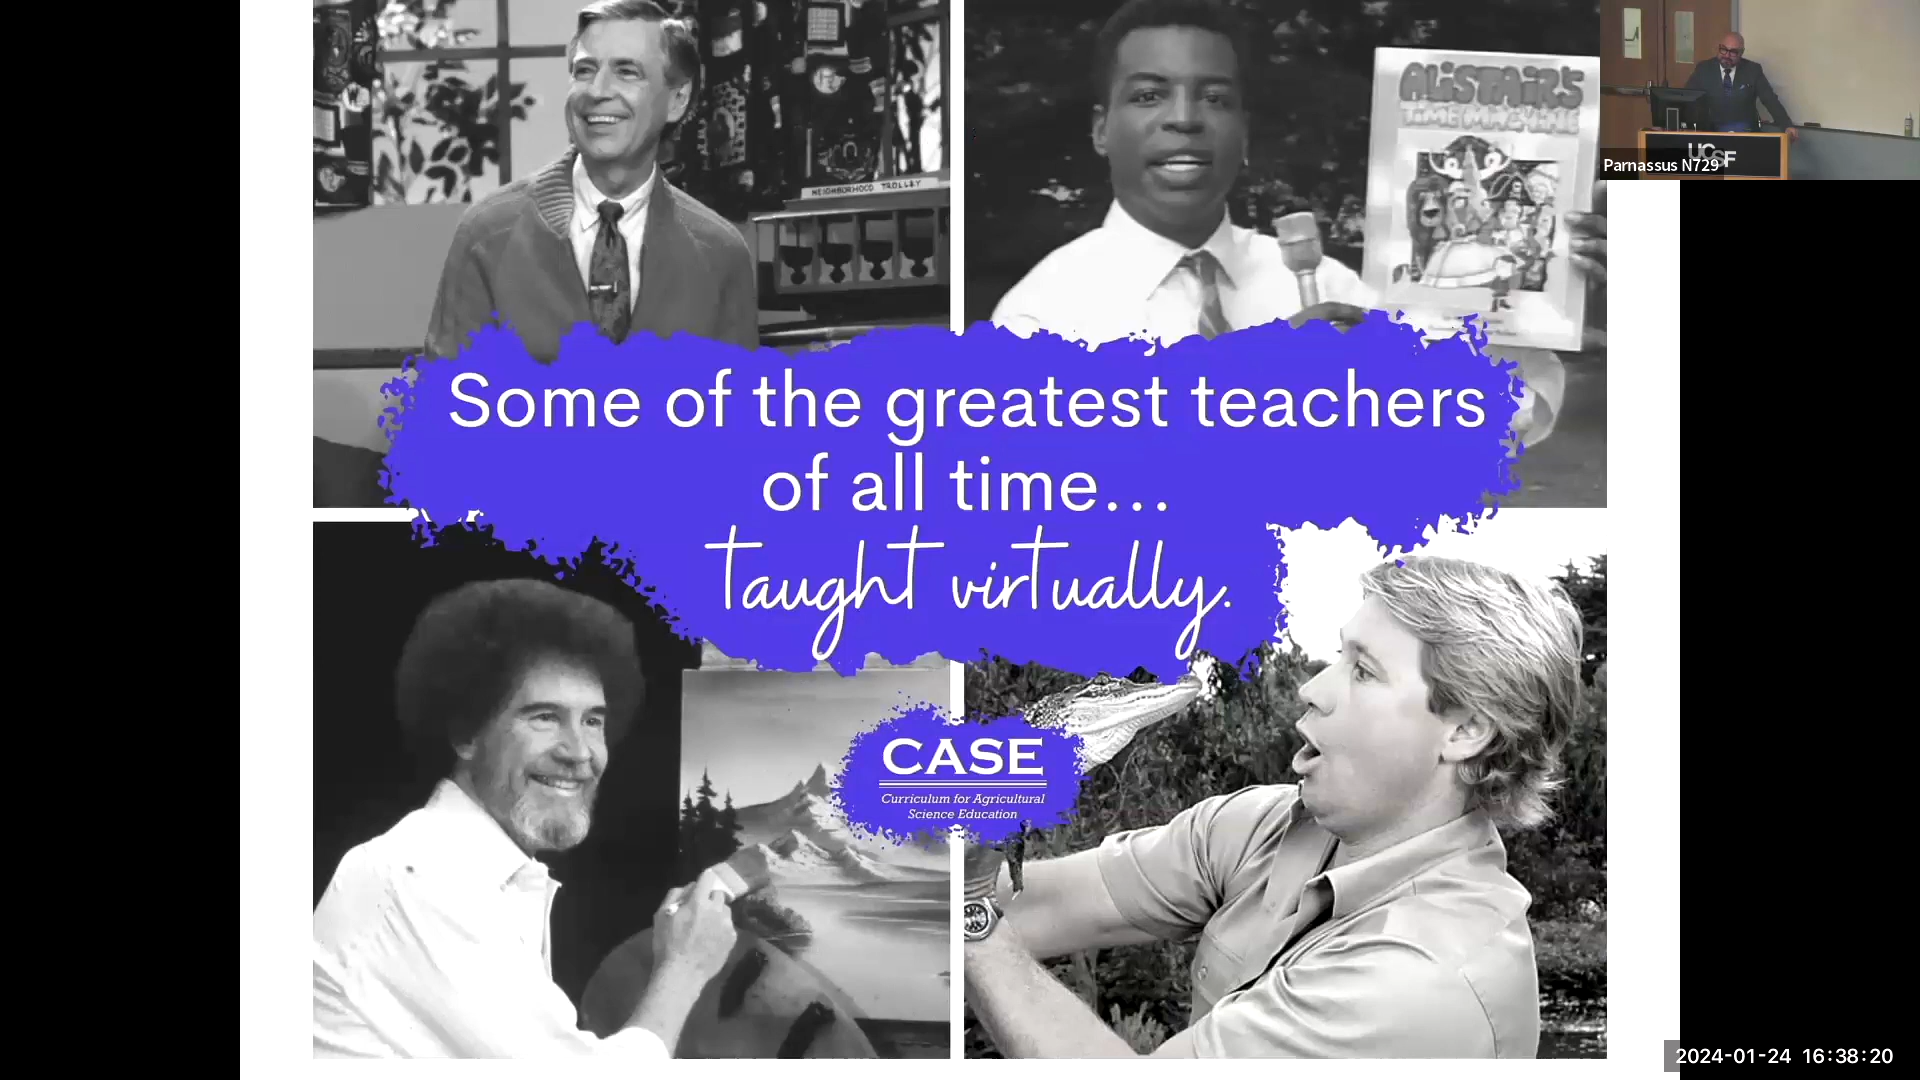 NEIGHBORHOOD TROLLEY
ALISTAIR'S
TIME MACHINE
UCSF
Parnassus N729
Some of the greatest teachers
of all time...
taught virtually.
CASE
Curriculum for Agricultural
Science Education
2024-01-24 16:38:20